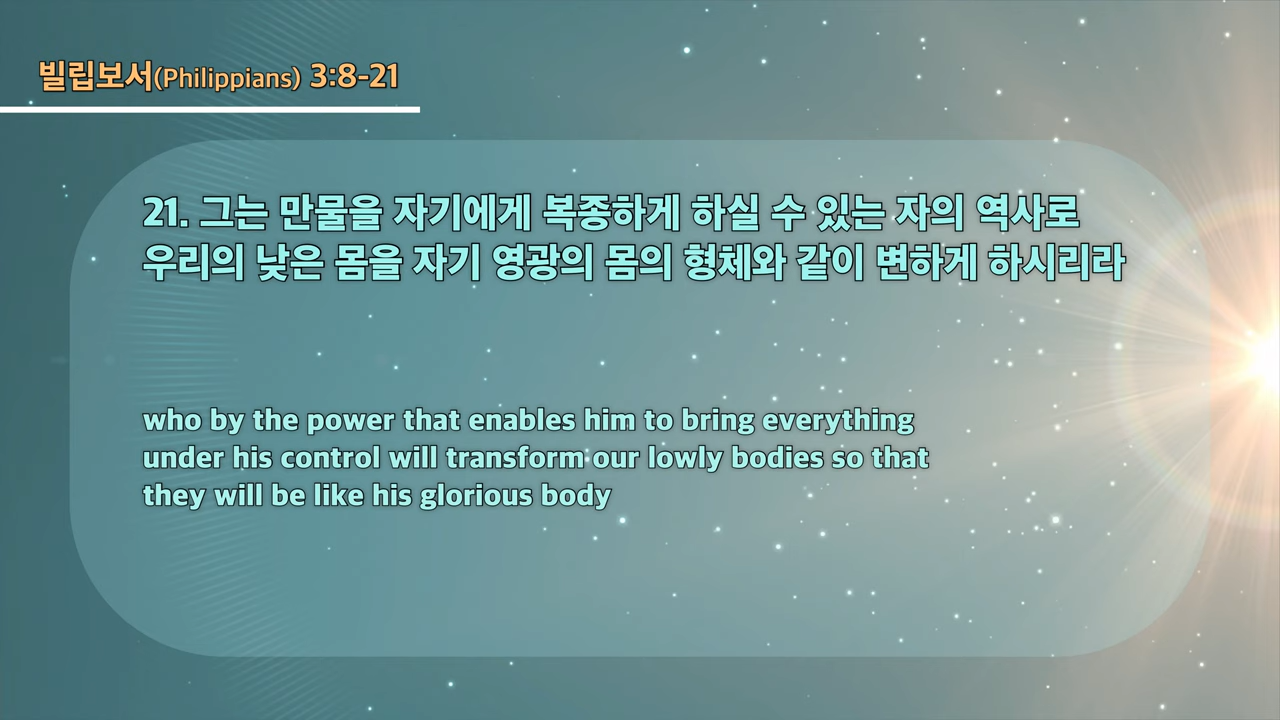 빌립보서(Philippians) 3:8-21
21. 그는 만물을 자기에게 복종하게 하실 수 있는 자의 역사로
우리의 낮은 몸을 자기 영광의 몸의 형체와 같이 변하게 하시리라
who by the power that enables him to bring everything
under his control will transform our lowly bodies so that
they will be like his glorious body